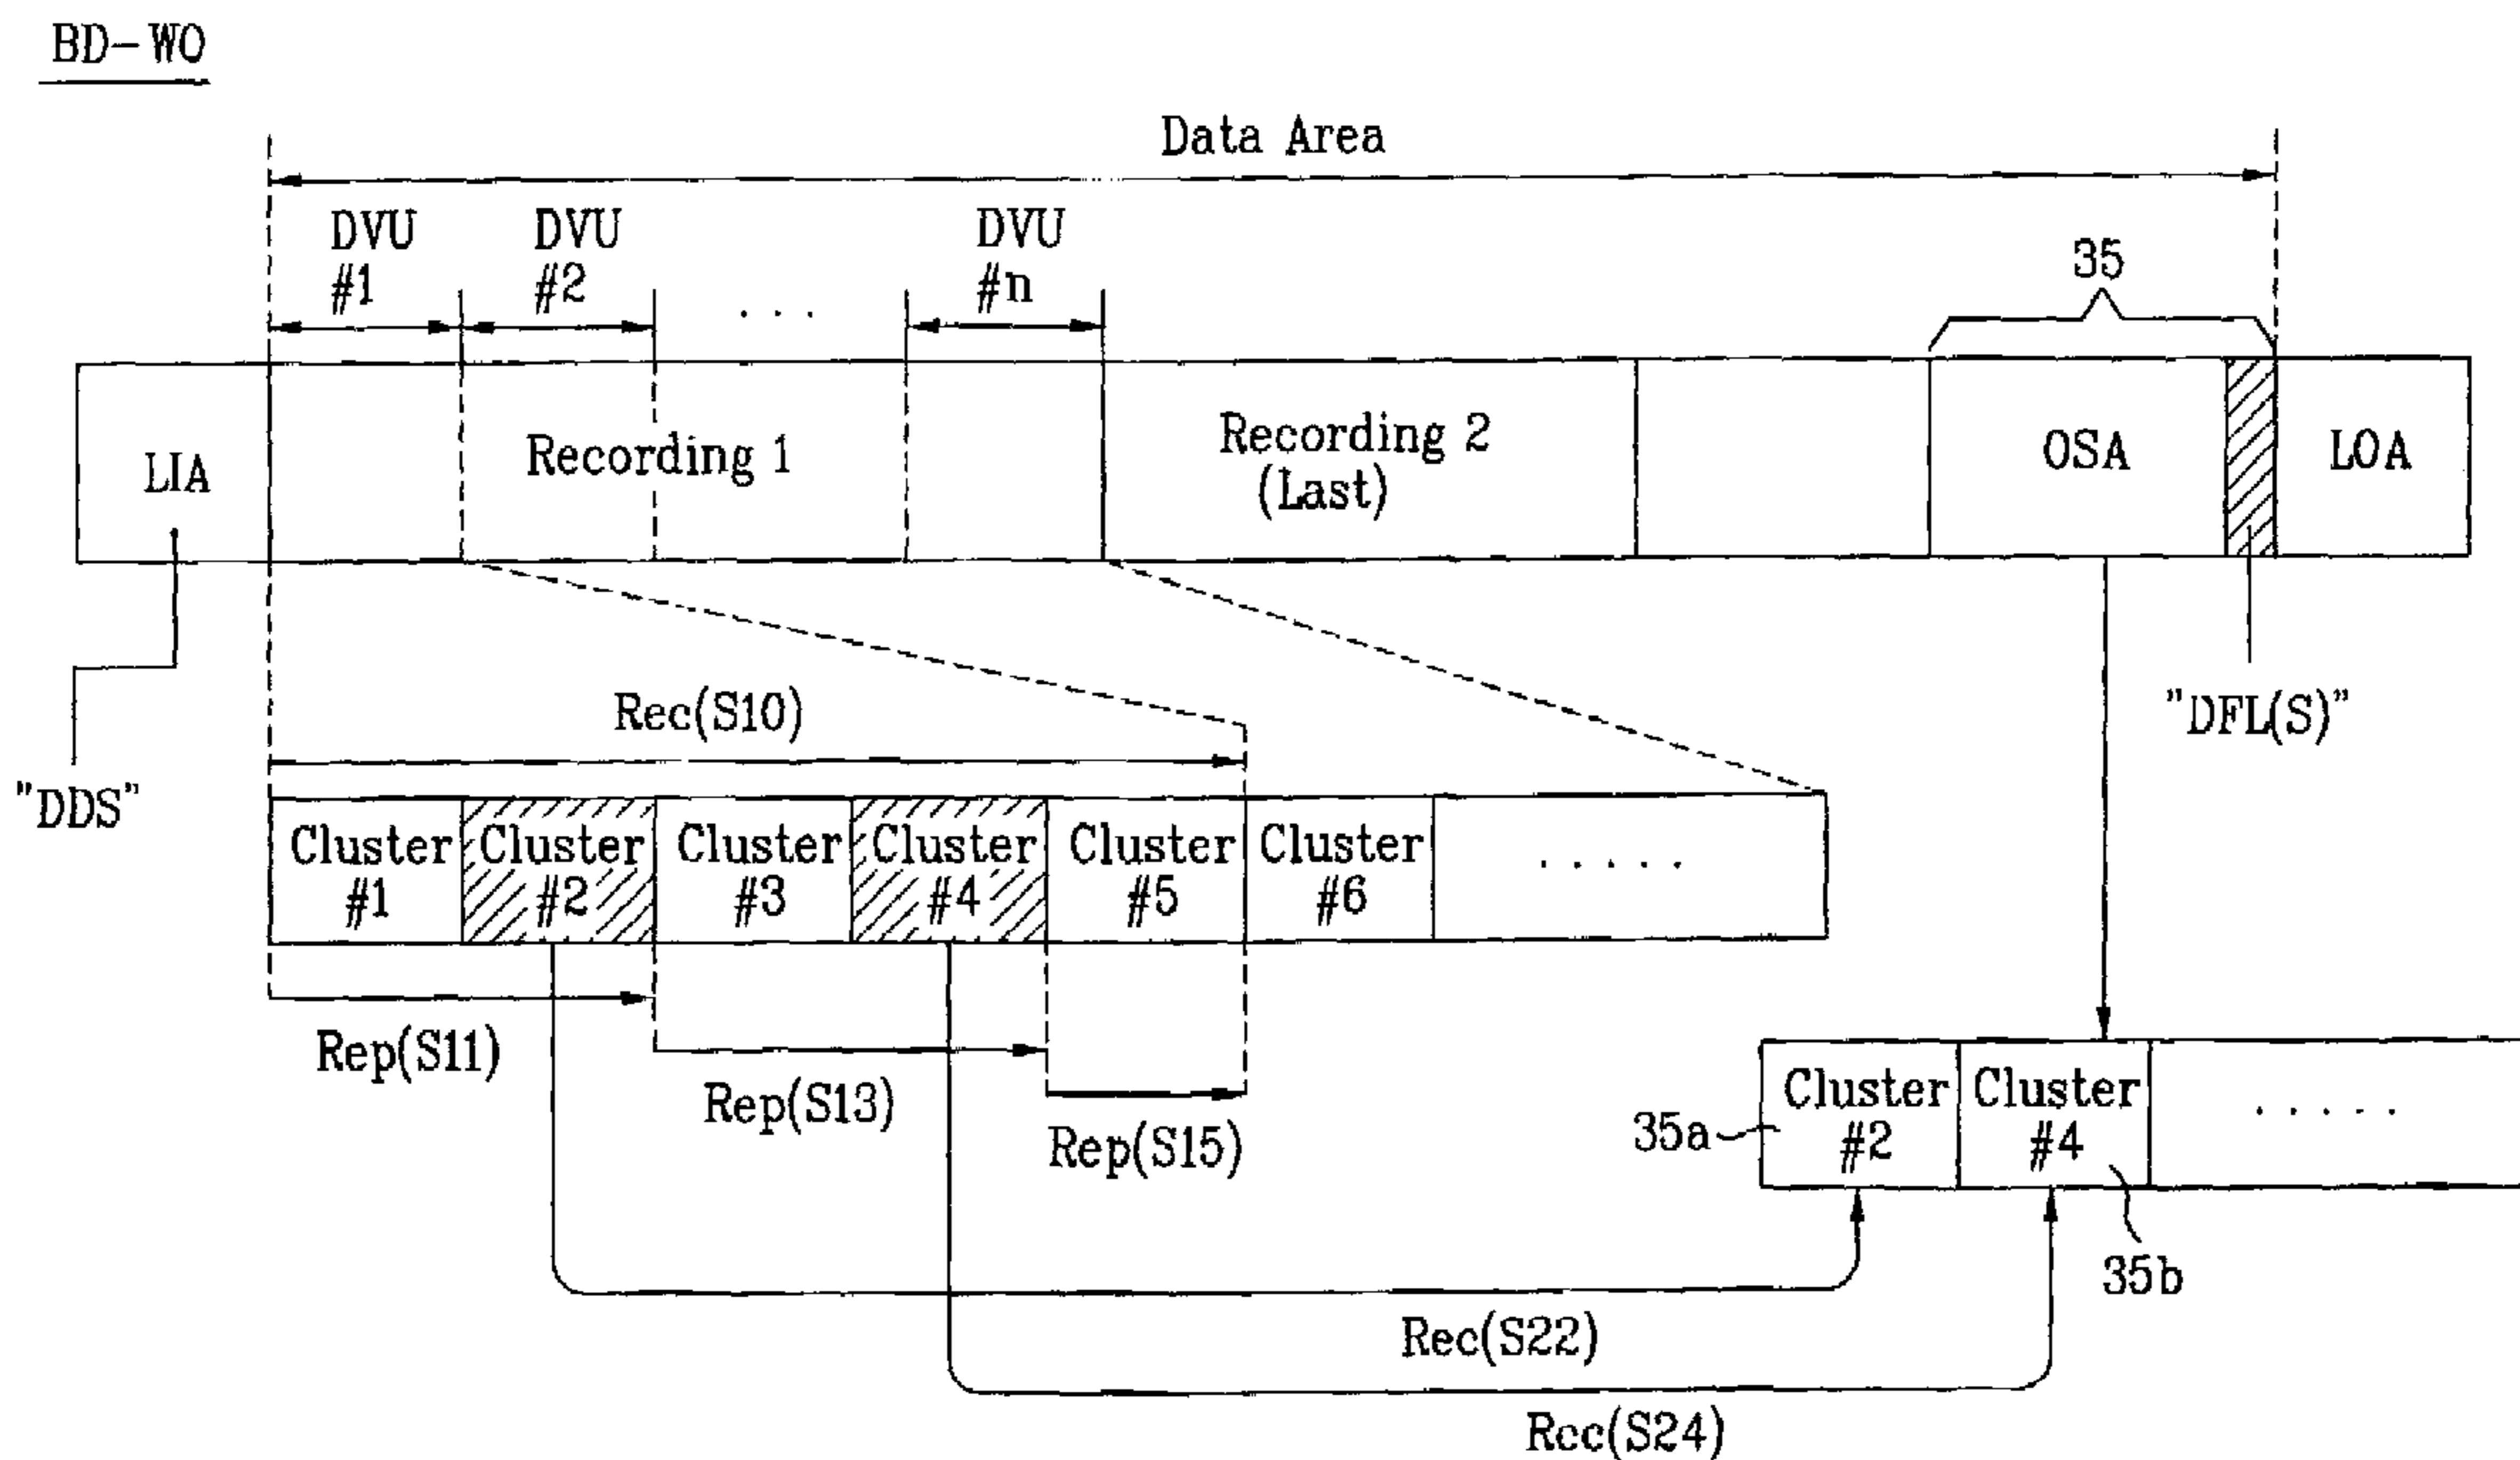 BD-WO
Data Area
DVU
#1
DVU
#2
. . .
DVU
#n
35
LIA
Recording 1
Recording 2
(Last)
OSA
LOA
"DDS"
"DFL(S)"
Rec(S10)
Cluster
#1
Cluster
#2
Cluster
#3
Cluster
#4
Cluster
#5
Cluster
#6
. . . . .
Rep(S11)
Rep(S13)
Rep(S15)
35a
Cluster
#2
Cluster
#4
. . . . .
35b
Rec(S22)
Rec(S24)